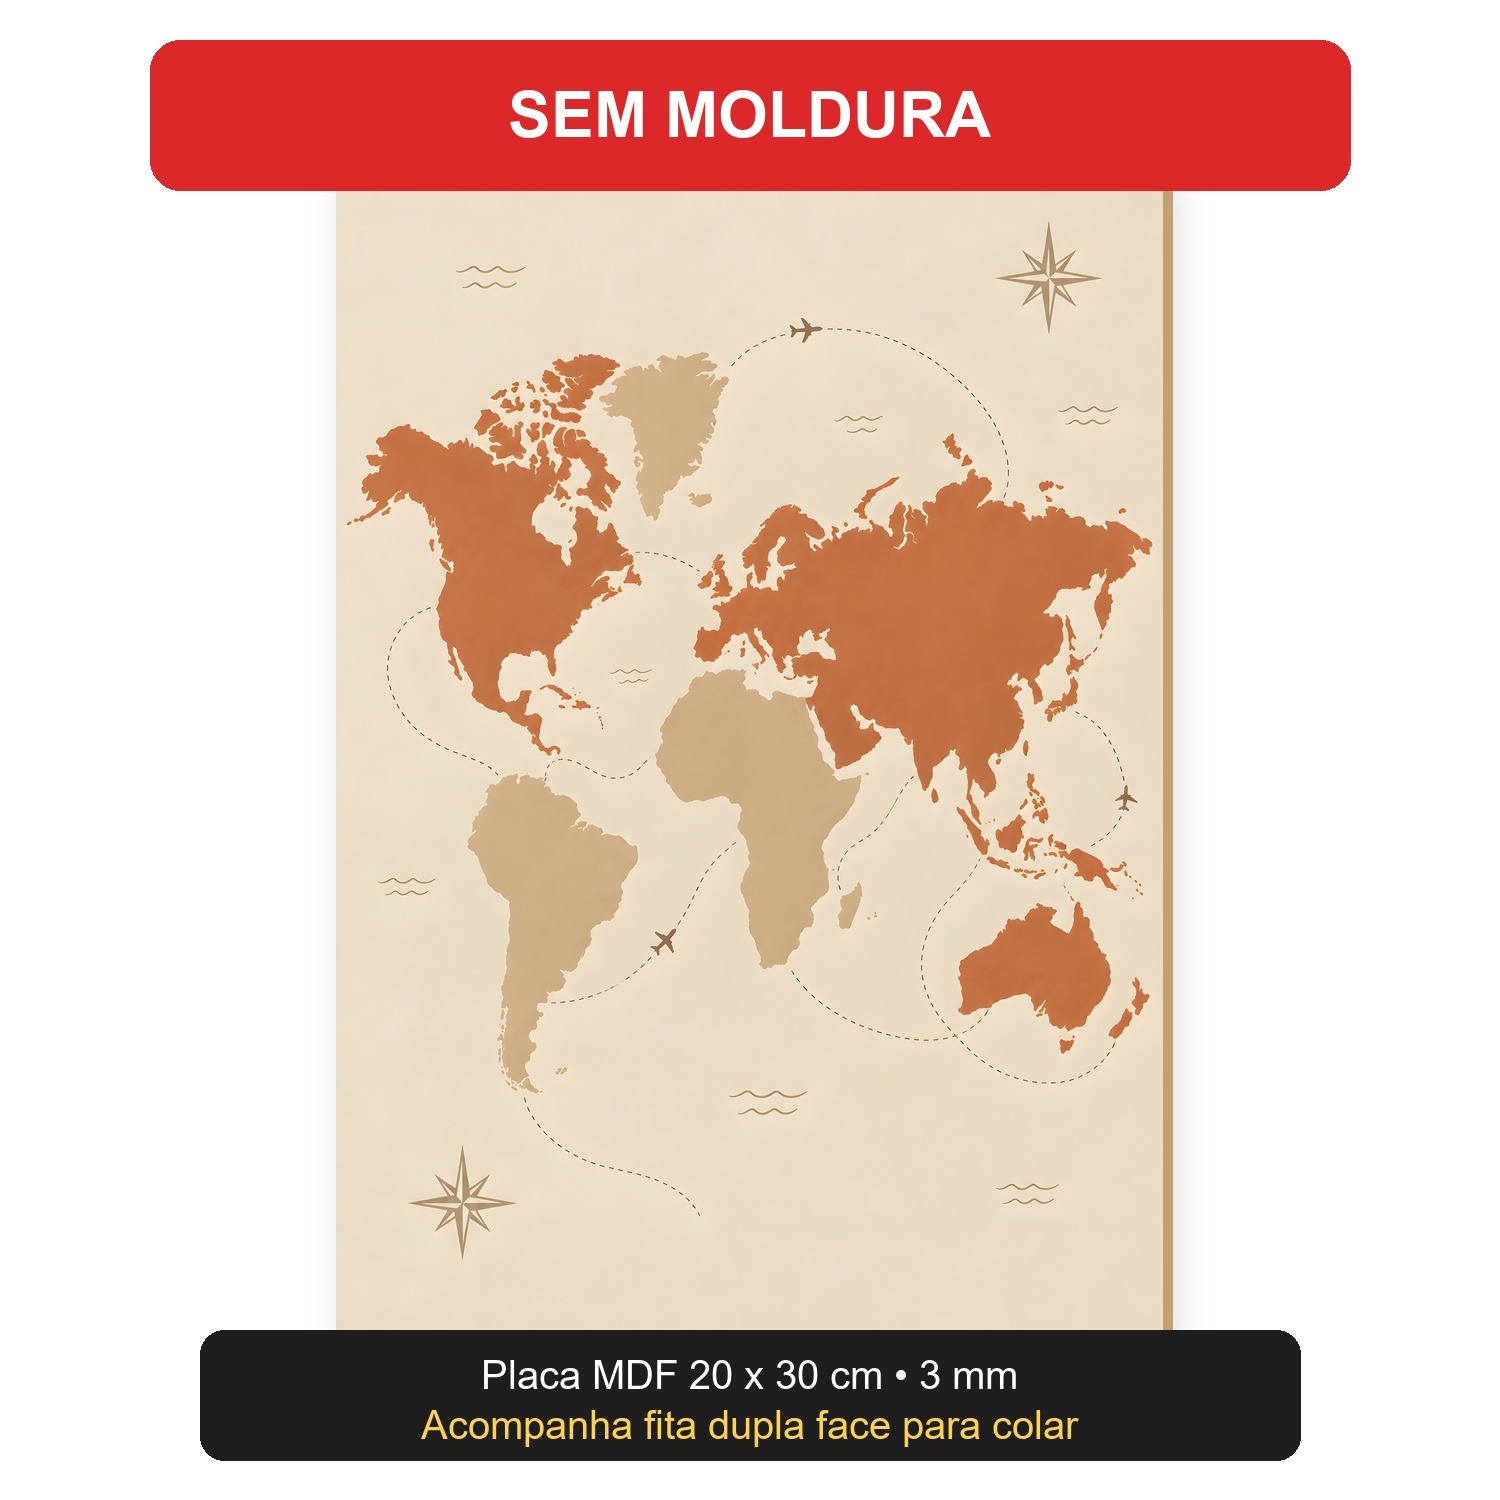 SEM MOLDURA
Placa MDF 20 x 30 cm • 3 mm
Acompanha fita dupla face para colar